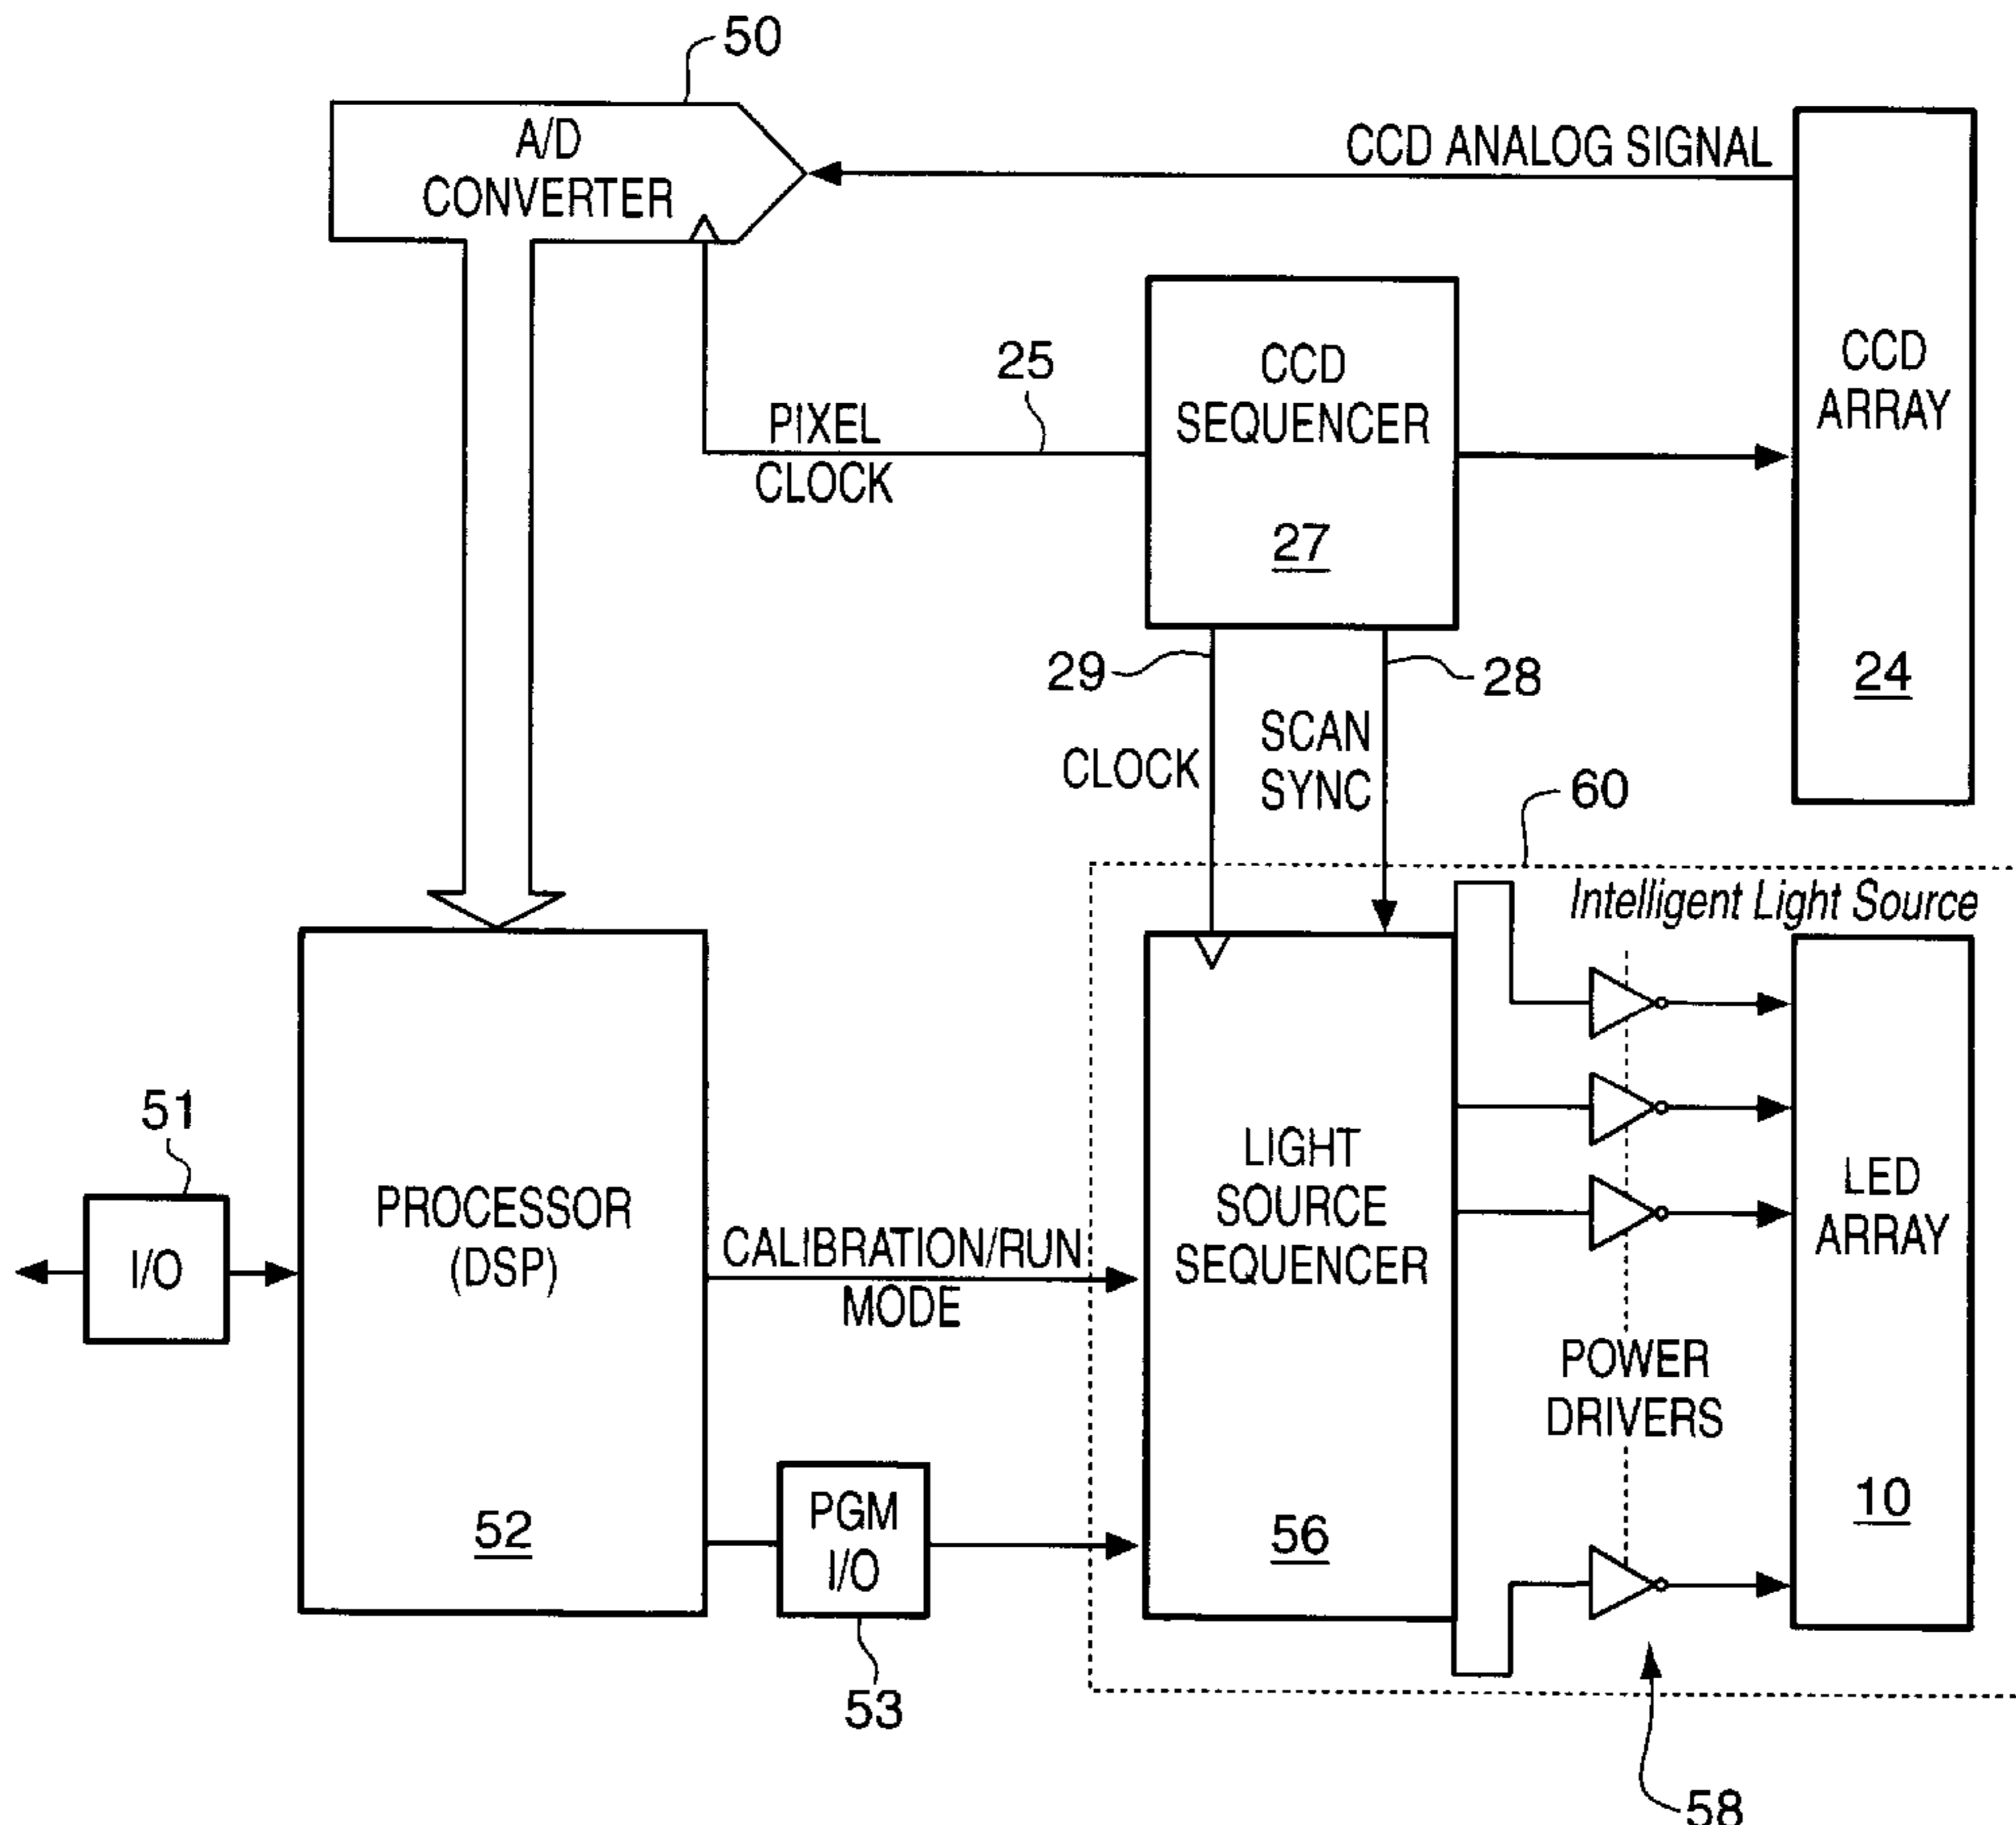 50
A/D
CONVERTER
CCD ANALOG SIGNAL
CCD
ARRAY
24
25
PIXEL
CLOCK
CCD
SEQUENCER
27
29
28
CLOCK
SCAN
SYNC
60
Intelligent Light Source
51
I/O
PROCESSOR
(DSP)
52
CALIBRATION/RUN
MODE
PGM
I/O
53
LIGHT
SOURCE
SEQUENCER
56
POWER
DRIVERS
LED
ARRAY
10
58